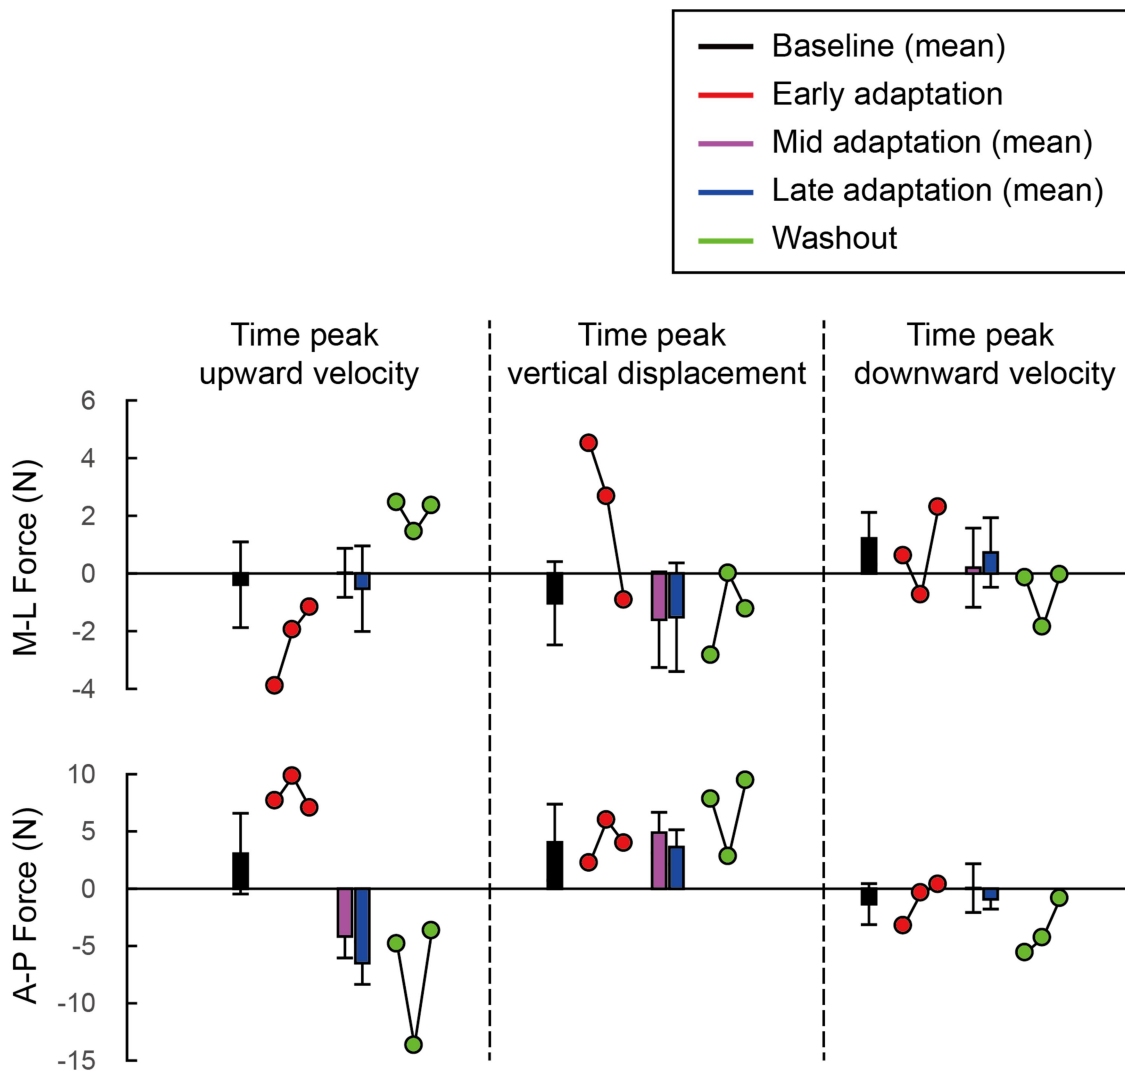 Baseline (mean)
Early adaptation
Mid adaptation (mean)
Late adaptation (mean)
Washout
Time peak
upward velocity
Time peak
vertical displacement
Time peak
downward velocity
M-L Force (N)
6
4
2
0
-2
-4
A-P Force (N)
10
5
0
-5
-10
-15